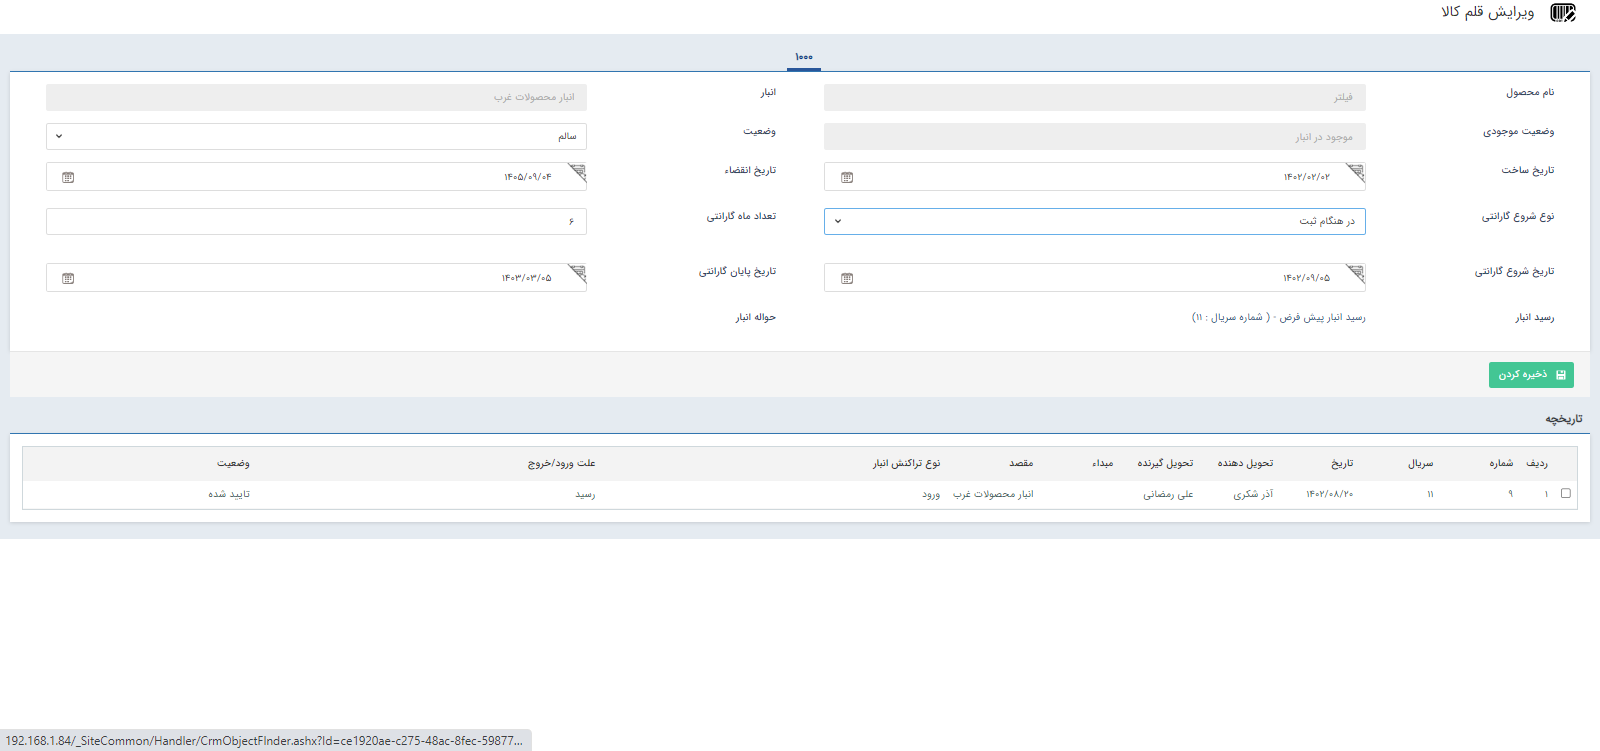 ویرایش قلم کالا
۱۰۰۰
نام محصول فیلتر انبار انبار محصولات غرب
وضعیت موجودی موجود در انبار وضعیت سالم
تاریخ ساخت ۱۴۰۲/۰۲/۰۲ تاریخ انقضاء ۱۴۰۵/۰۹/۰۴
نوع شروع گارانتی در هنگام ثبت تعداد ماه گارانتی ۶
تاریخ شروع گارانتی ۱۴۰۲/۰۹/۰۵ تاریخ پایان گارانتی ۱۴۰۳/۰۳/۰۵
رسید انبار رسید انبار پیش فرض - ( شماره سریال : ۱۱) حواله انبار
ذخیره کردن
تاریخچه
ردیف شماره سریال تاریخ تحویل دهنده تحویل گیرنده مبداء مقصد نوع تراکنش انبار علت ورود/خروج وضعیت
۱ ۹ ۱۱ ۱۴۰۲/۰۸/۲۰ آذر شکری علی رمضانی انبار محصولات غرب ورود رسید تایید شده
192.168.1.84/_SiteCommon/Handler/CrmObjectFInder.ashx?Id=ce1920ae-c275-48ac-8fec-59877...